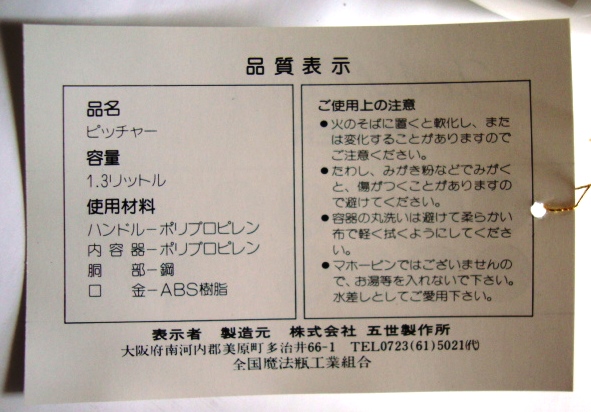 品質表示
品名
ピッチャー
容量
1.3リットル
使用材料
ハンドルーポリプロピレン
内容器ーポリプロピレン
胴 部ー鋼
口 金ーABS樹脂
ご使用上の注意
●火のそばに置くと軟化し、また
は変化することがありますので
ご注意ください。
●たわし、みがき粉などでみがく
と、傷がつくことがありますの
で避けてください。
●容器の丸洗いは避けて柔らかい
布で軽く拭くようにしてくださ
い。
●マホービンではございませんの
で、お湯等を入れないで下さい。
水差しとしてご愛用下さい。
表示者 製造元 株式会社 五世製作所
大阪府南河内郡美原町多治井66-1 TEL0723(61)5021㈹
全国魔法瓶工業組合